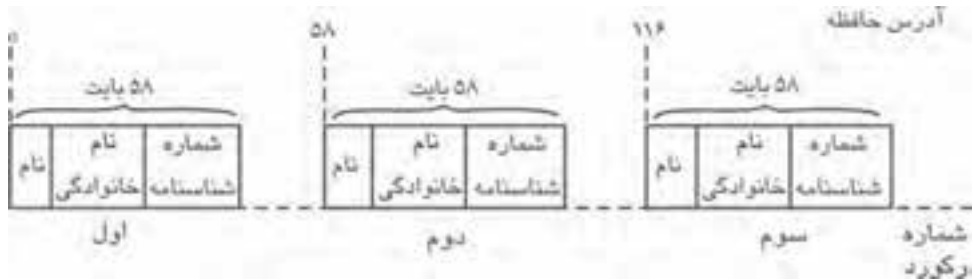 آدرس حافظه
۰ ۵۸ ۱۱۶
۵۸ بایت ۵۸ بایت ۵۸ بایت
نام نام خانوادگی شماره شناسنامه
نام نام خانوادگی شماره شناسنامه
نام نام خانوادگی شماره شناسنامه
اول دوم سوم شماره رکورد